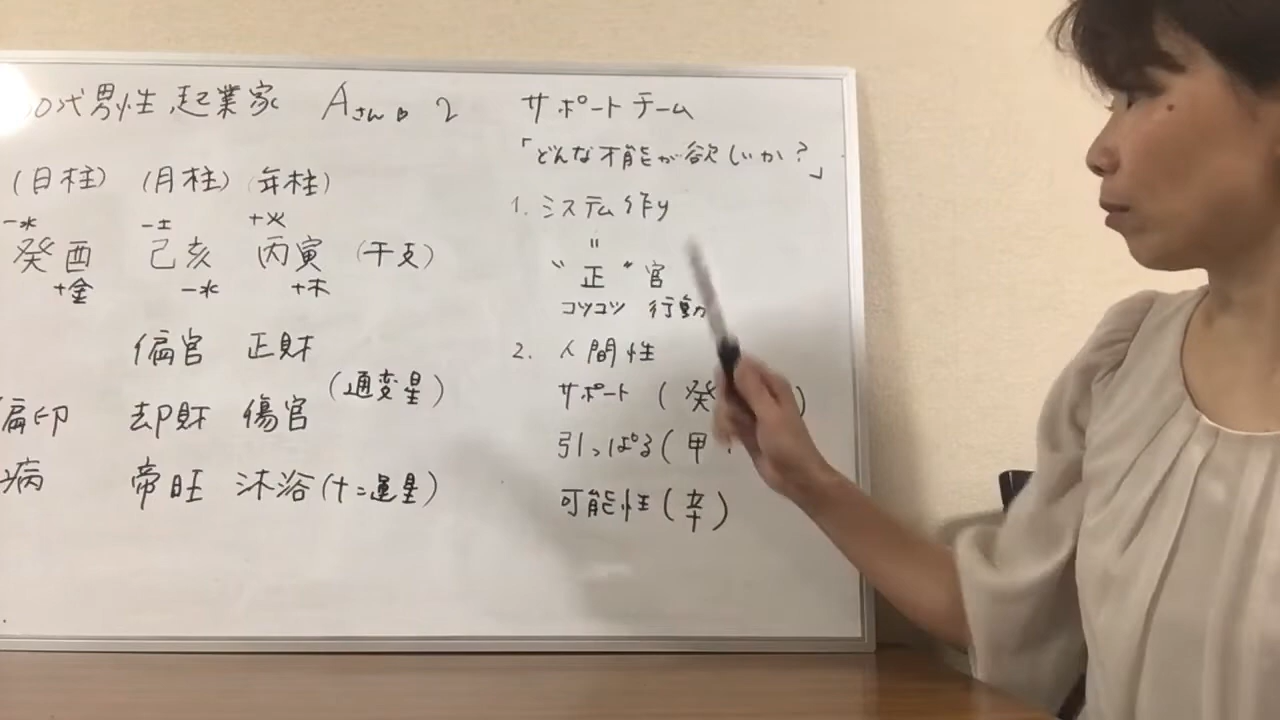 0代男性 起業家 Aさん 2
(日柱) (月柱) (年柱)
-水 -土 +火
癸酉 己亥 丙寅 (干支)
+金 -水 +木
偏官 正財
(通変星)
偏印 却財 傷官
病 帝旺 沐浴 (十二運星)
サポートチーム
「どんな才能が欲しいか?」
1. システム作り
"
"正"官
コツコツ 行動
2. 人間性
サポート (癸 )
引っぱる (甲
可能性 (辛)